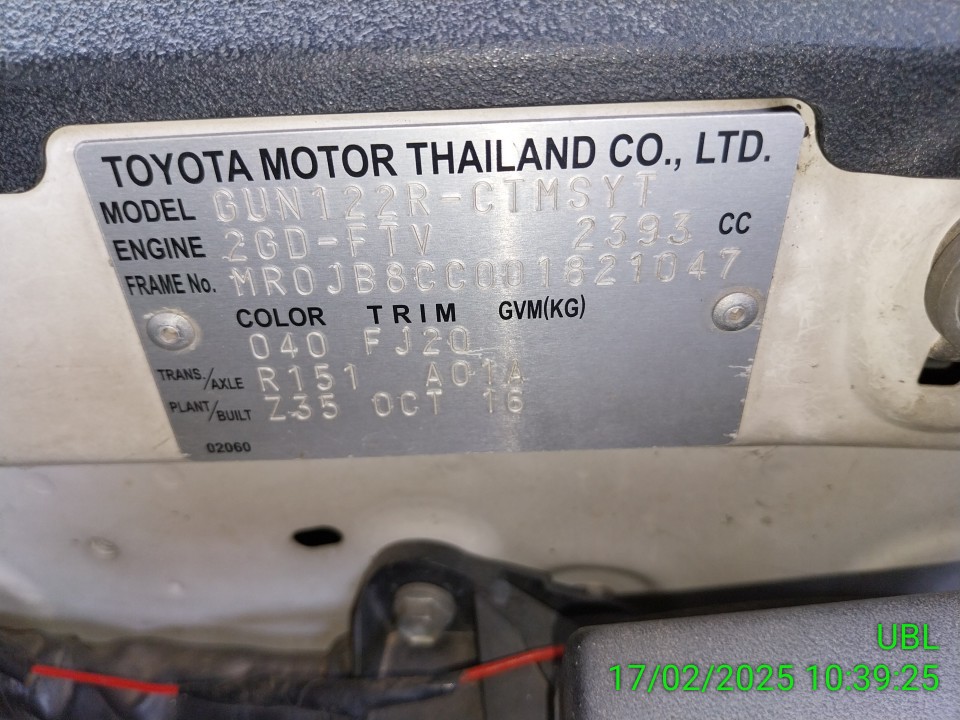 TOYOTA MOTOR THAILAND CO., LTD.
MODEL GUN122R-CTMSYT
ENGINE 2GD-FTV 2393 CC
FRAME No. MR0JB8CC001621047
COLOR TRIM GVM(KG)
040 FJ20
TRANS./AXLE R151 A01A
PLANT/BUILT Z35 OCT 16
02060
UBL
17/02/2025 10:39:25